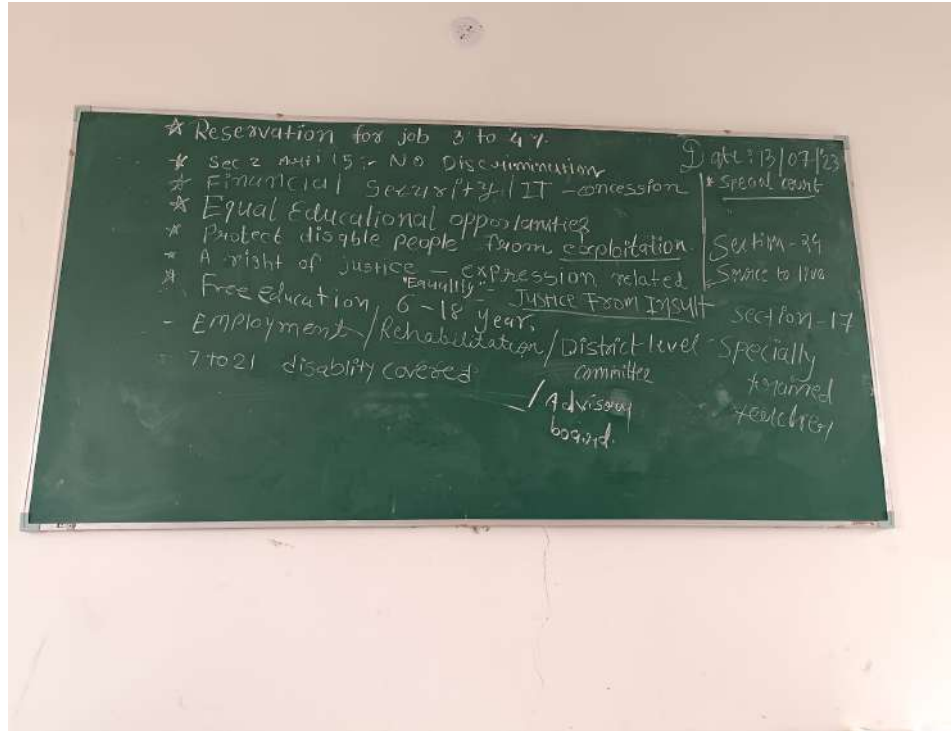 ☆ Reservation for job 3 to 4 %.
Date: 13/07/23
* Sec 2 15 :- NO Discrimination
* Special court
☆ Financial Security / IT - concession
☆ Equal Educational opportunities
* Protect disable people from exploitation.
Section - 34
* A right of justice - expression related
to live
"Equality" - Justice From Insult
* Free education, 6-18 year,
section - 17
- Employment / Rehabilitation / District level
committee
Specially
trained
teacher
- 7 to 21 disablity covered
/ Advisory
board.